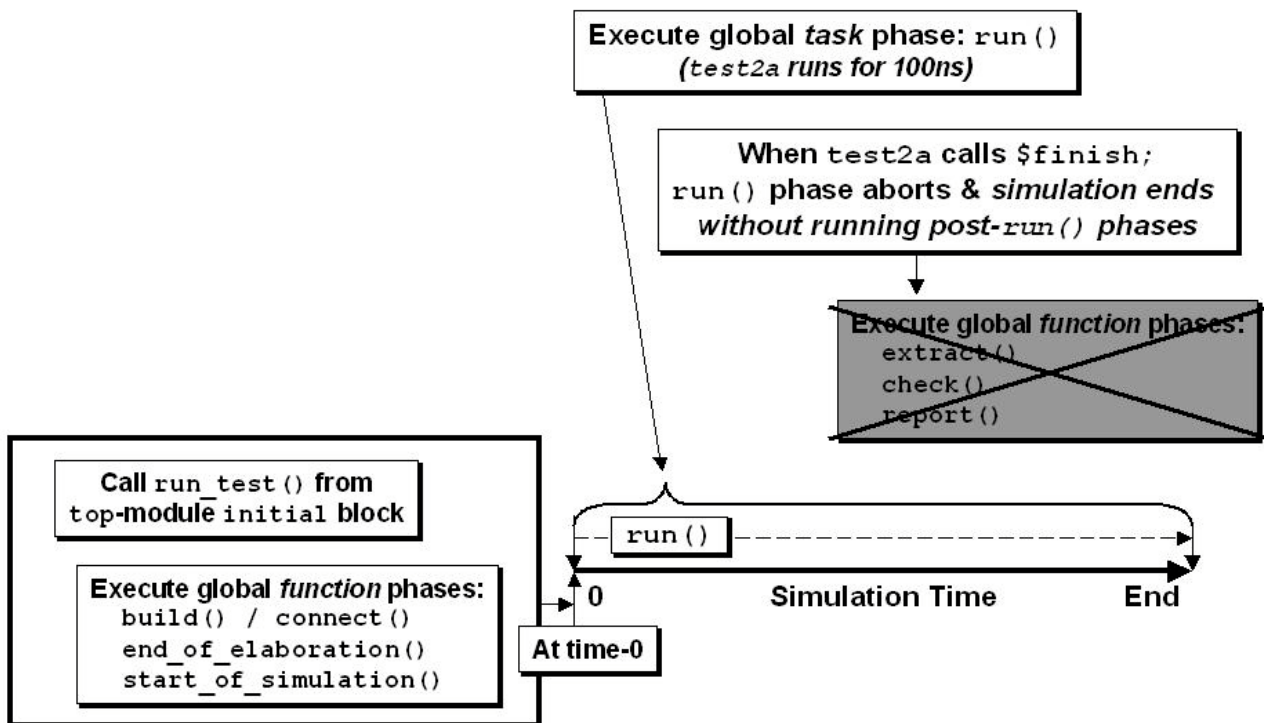 Execute global task phase: run()
(test2a runs for 100ns)
When test2a calls $finish;
run() phase aborts & simulation ends
without running post-run() phases
Execute global function phases:
extract()
check()
report()
Call run_test() from
top-module initial block
Execute global function phases:
build() / connect()
end_of_elaboration()
start_of_simulation()
run()
0 Simulation Time End
At time-0